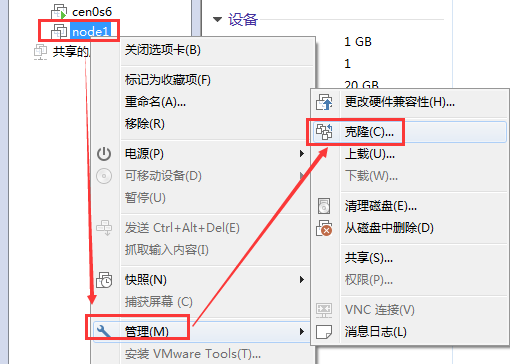 cen0s6
node1
共享的
设备
1 GB
1
20 GB
关闭选项卡(B)
标记为收藏项(F)
重命名(A)...
移除(R)
电源(P)
可移动设备(D)
暂停(U)
发送 Ctrl+Alt+Del(E)
抓取输入内容(I)
快照(N)
捕获屏幕 (C)
管理(M)
安装 VMware Tools(T)...
更改硬件兼容性(H)...
克隆(C)...
上载(U)...
下载(W)...
清理磁盘(E)...
从磁盘中删除(D)
共享(S)...
权限(P)...
VNC 连接(V)
消息日志(L)